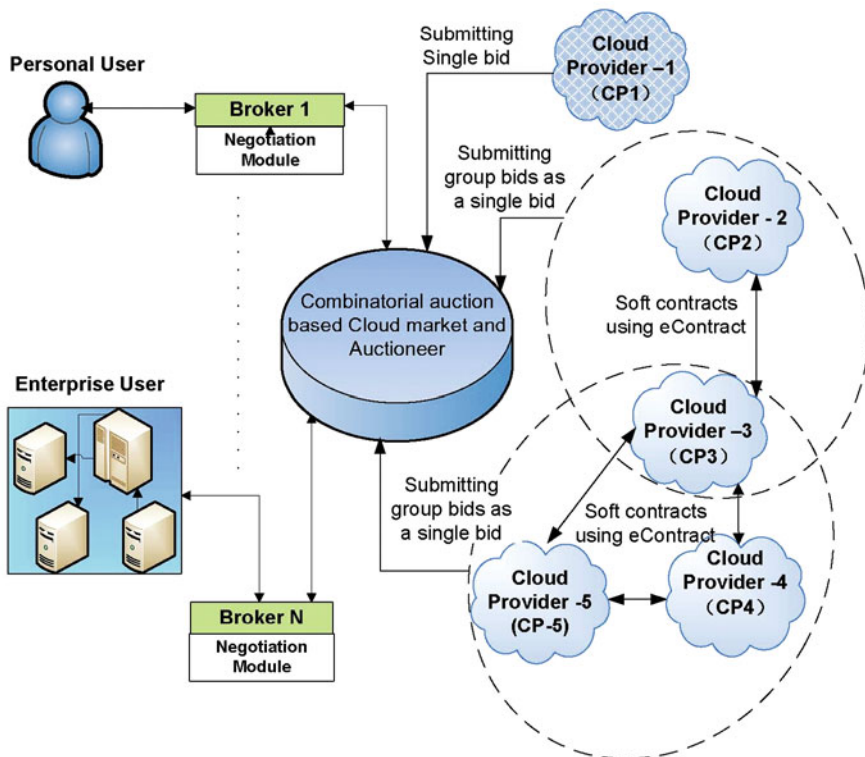 Personal User
Broker 1
Negotiation
Module
Submitting
Single bid
Cloud
Provider –1
（CP1）
Submitting
group bids as
a single bid
Cloud
Provider - 2
（CP2）
Combinatorial auction
based Cloud market and
Auctioneer
Soft contracts
using eContract
Enterprise User
Cloud
Provider –3
（CP3）
Submitting
group bids as
a single bid
Soft contracts
using eContract
Cloud
Provider -4
（CP4）
Cloud
Provider -5
(CP-5)
Broker N
Negotiation
Module